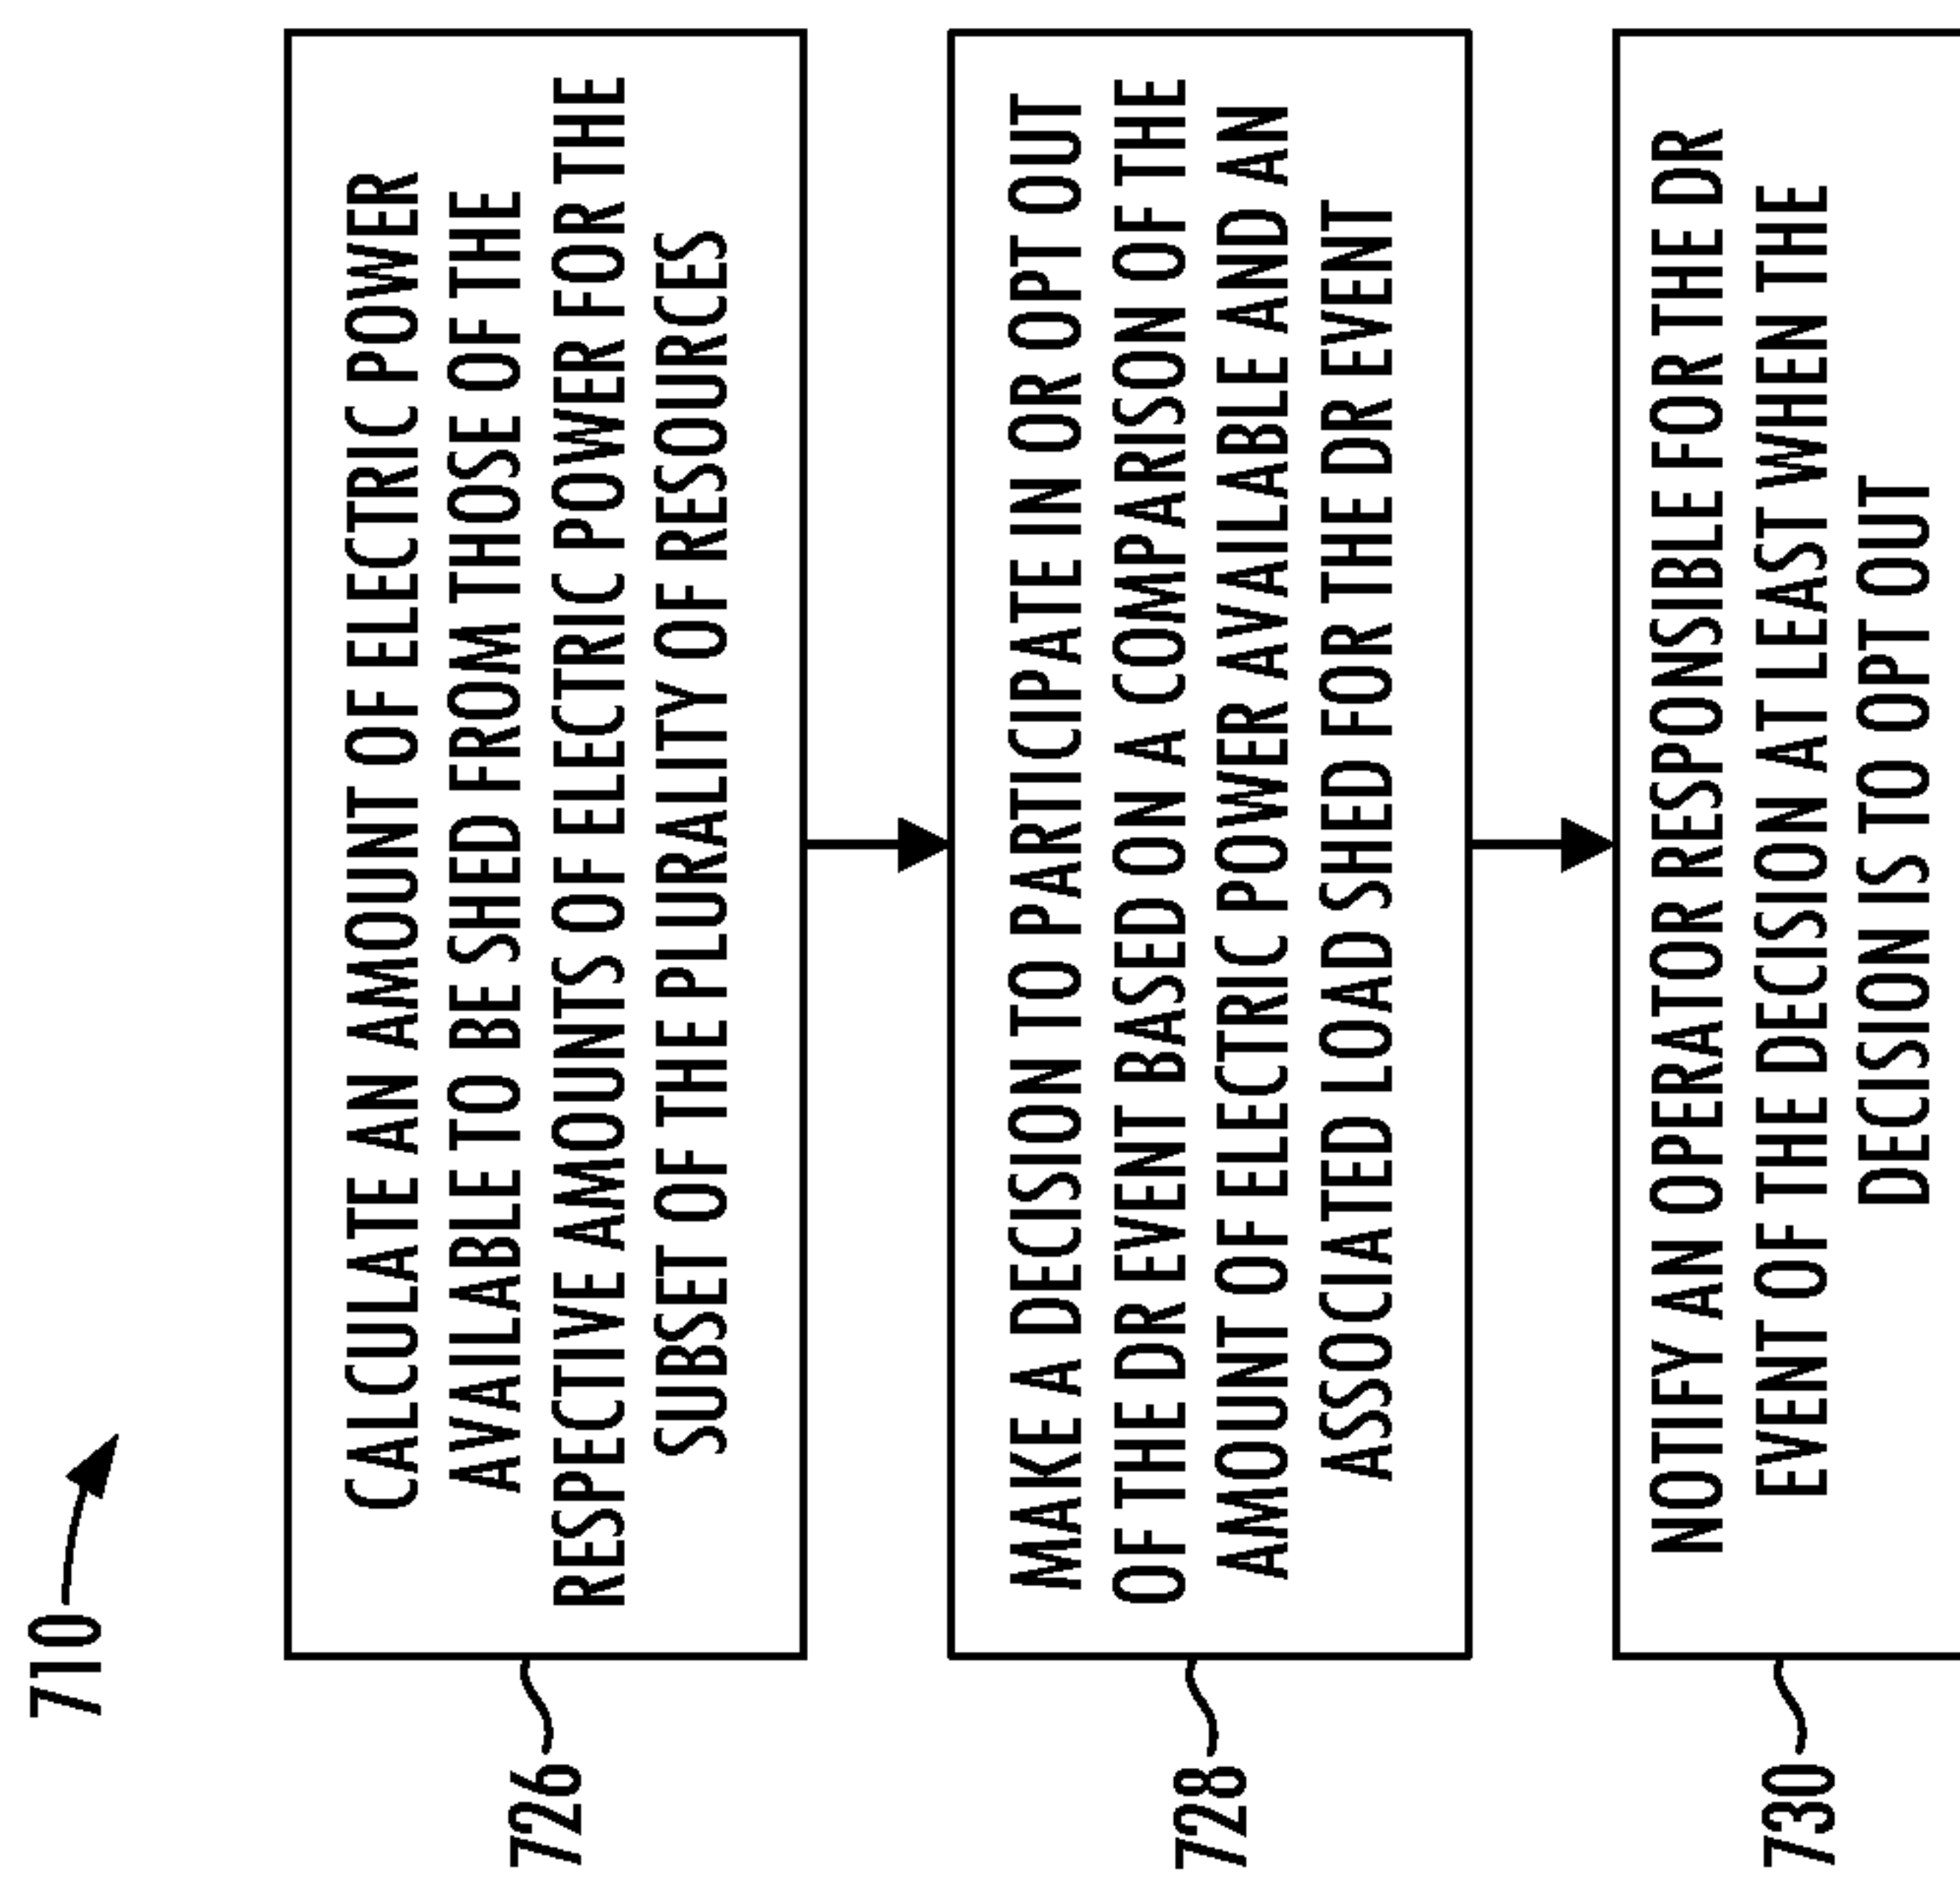 710
726
CALCULATE AN AMOUNT OF ELECTRIC POWER
AVAILABLE TO BE SHED FROM THOSE OF THE
RESPECTIVE AMOUNTS OF ELECTRIC POWER FOR THE
SUBSET OF THE PLURALITY OF RESOURCES
728
MAKE A DECISION TO PARTICIPATE IN OR OPT OUT
OF THE DR EVENT BASED ON A COMPARISON OF THE
AMOUNT OF ELECTRIC POWER AVAILABLE AND AN
ASSOCIATED LOAD SHED FOR THE DR EVENT
730
NOTIFY AN OPERATOR RESPONSIBLE FOR THE DR
EVENT OF THE DECISION AT LEAST WHEN THE
DECISION IS TO OPT OUT